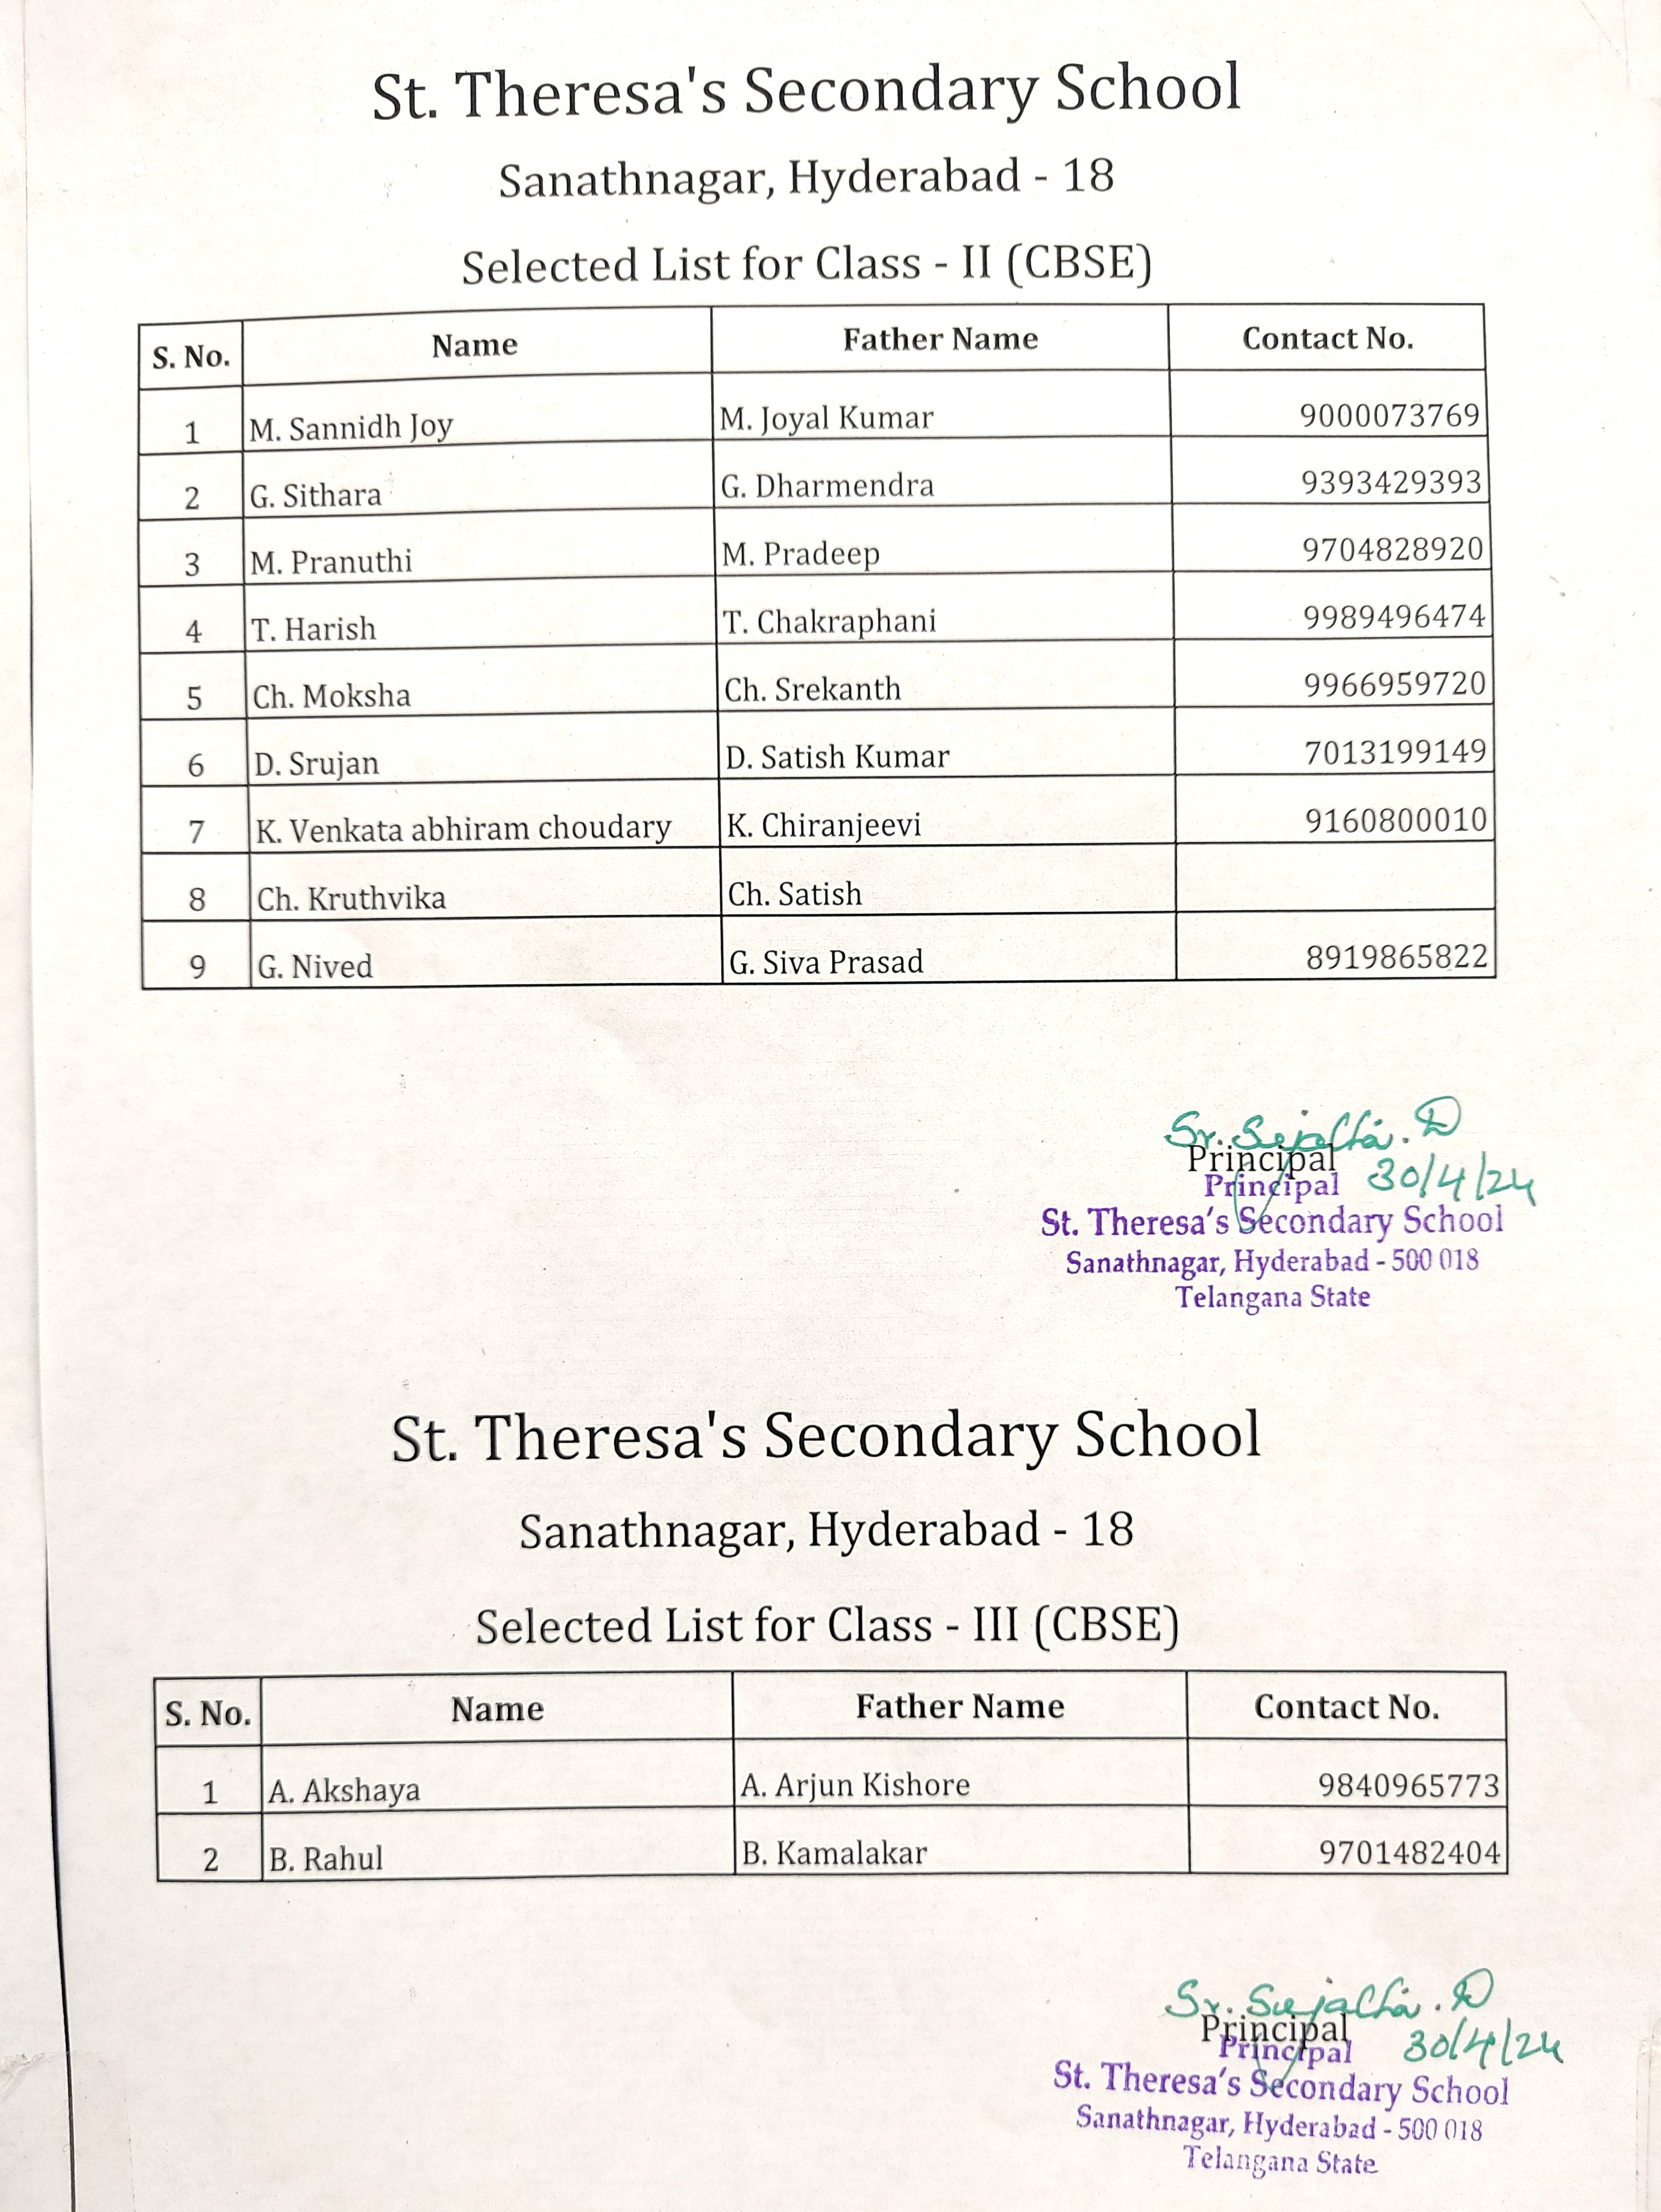 St. Theresa's Secondary School
Sanathnagar, Hyderabad - 18
Selected List for Class - II (CBSE)
S. No. Name Father Name Contact No.
1 M. Sannidh Joy M. Joyal Kumar 9000073769
2 G. Sithara G. Dharmendra 9393429393
3 M. Pranuthi M. Pradeep 9704828920
4 T. Harish T. Chakraphani 9989496474
5 Ch. Moksha Ch. Srekanth 9966959720
6 D. Srujan D. Satish Kumar 7013199149
7 K. Venkata abhiram choudary K. Chiranjeevi 9160800010
8 Ch. Kruthvika Ch. Satish
9 G. Nived G. Siva Prasad 8919865822
Sr. Sujatha. D
Principal
Principal 30/4/24
St. Theresa's Secondary School
Sanathnagar, Hyderabad - 500 018
Telangana State
St. Theresa's Secondary School
Sanathnagar, Hyderabad - 18
Selected List for Class - III (CBSE)
S. No. Name Father Name Contact No.
1 A. Akshaya A. Arjun Kishore 9840965773
2 B. Rahul B. Kamalakar 9701482404
Sr. Sujatha. D
Principal
Principal 30/4/24
St. Theresa's Secondary School
Sanathnagar, Hyderabad - 500 018
Telangana State